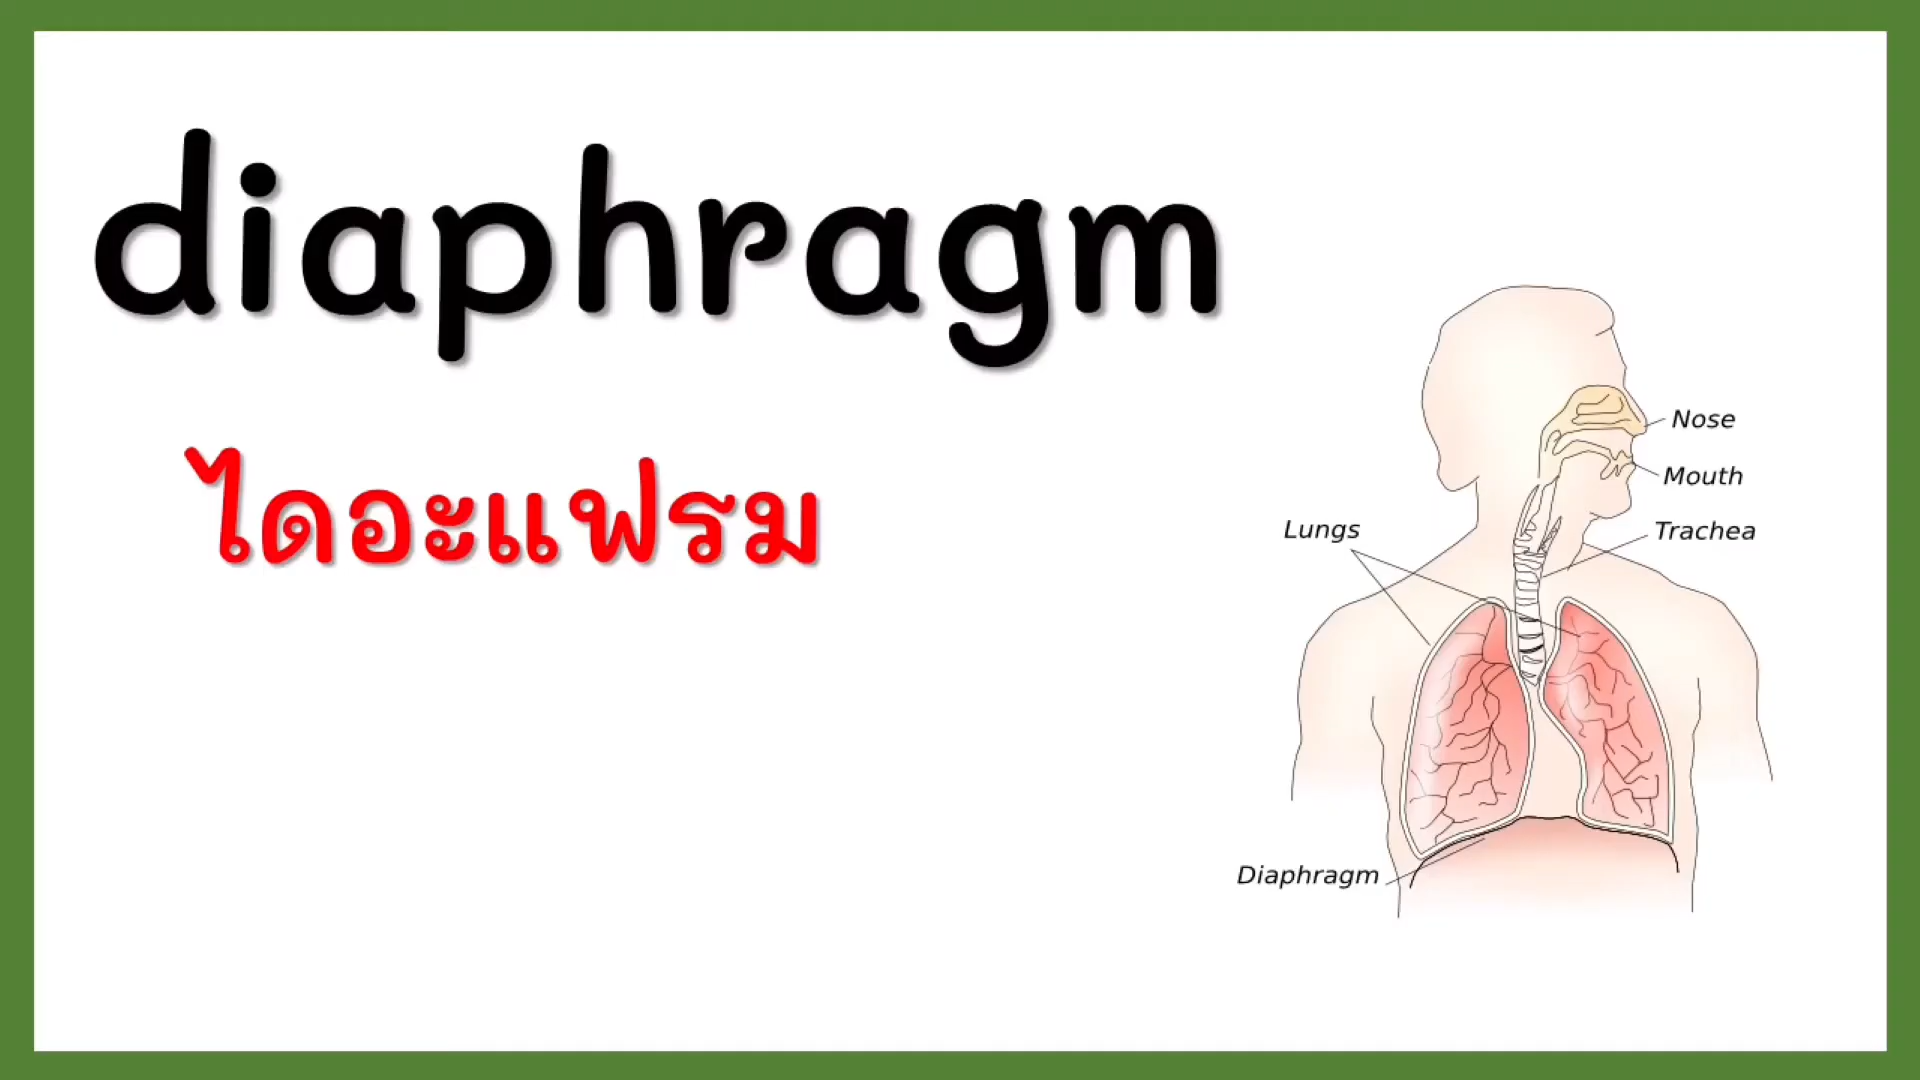 diaphragm
ไดอะแฟรม
Nose
Mouth
Lungs
Trachea
Diaphragm